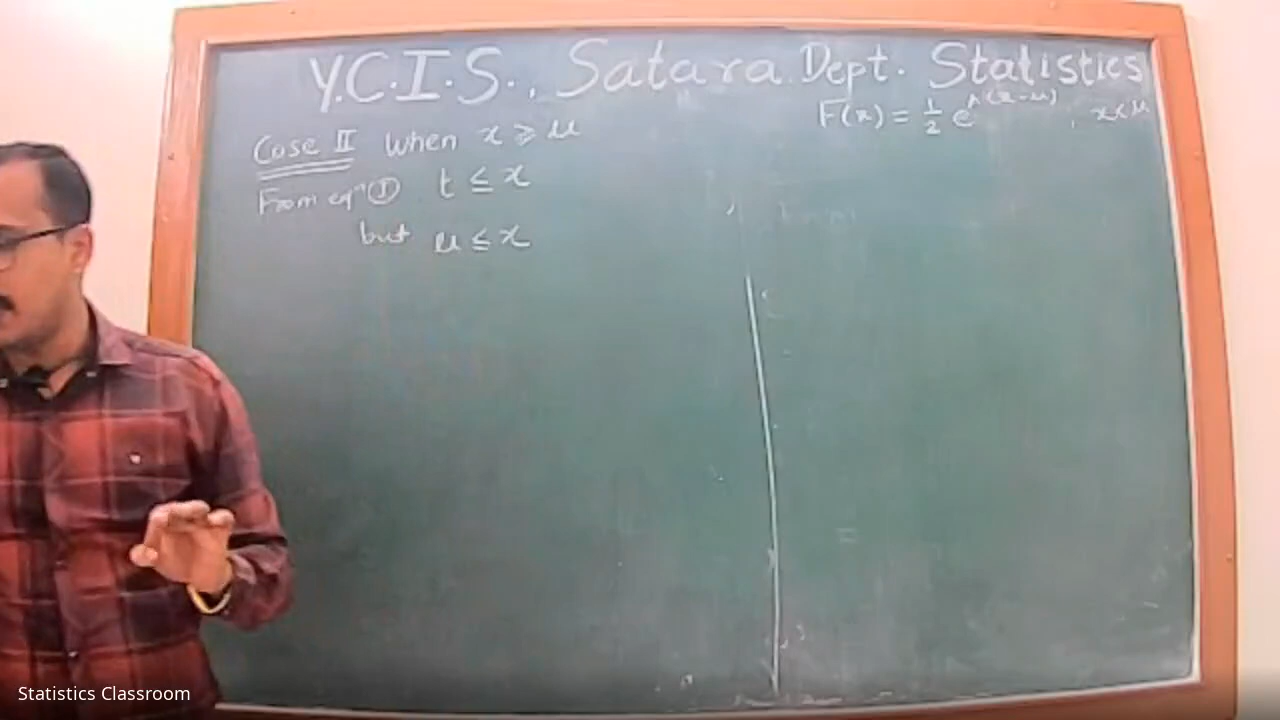 Y.C.I.S., Satara. Dept. Statistics
F(x) = 1/2 e^λ(x-μ) , x<μ
Case II When x ≥ μ
From eqⁿ ① t ≤ x
but μ ≤ x
Statistics Classroom